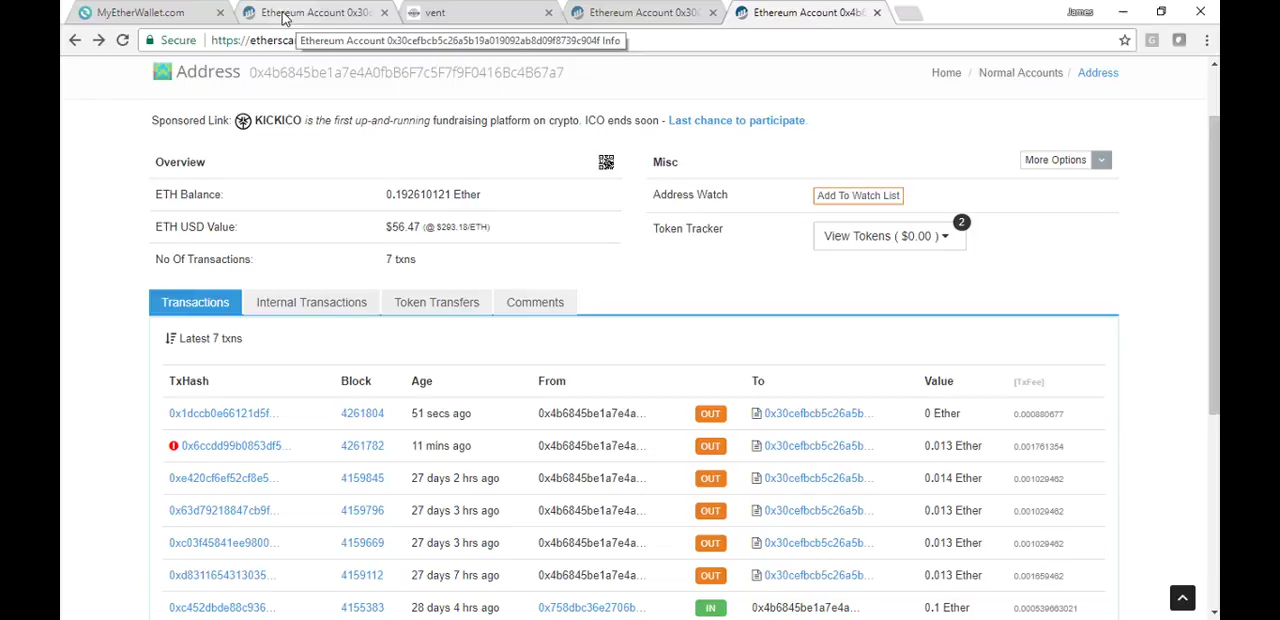 MyEtherWallet.com
Ethereum Account 0x30c
vent
Ethereum Account 0x30
Ethereum Account 0x4b6
James
Secure
https://ethersca
Ethereum Account 0x30cefbcb5c26a5b19a019092ab8d09f8739c904f Info
Address 0x4b6845be1a7e4A0fbB6F7c5F7f9F0416Bc4B67a7
Home / Normal Accounts / Address
Sponsored Link: KICKICO is the first up-and-running fundraising platform on crypto. ICO ends soon - Last chance to participate.
Overview
Misc
More Options
ETH Balance: 0.192610121 Ether
Address Watch Add To Watch List
ETH USD Value: $56.47 (@ $293.18/ETH)
Token Tracker View Tokens ( $0.00 ) 2
No Of Transactions: 7 txns
Transactions Internal Transactions Token Transfers Comments
Latest 7 txns
TxHash Block Age From To Value [TxFee]
0x1dccb0e66121d5f... 4261804 51 secs ago 0x4b6845be1a7e4a... OUT 0x30cefbcb5c26a5b... 0 Ether 0.000880677
0x6ccdd99b0853df5... 4261782 11 mins ago 0x4b6845be1a7e4a... OUT 0x30cefbcb5c26a5b... 0.013 Ether 0.001761354
0xe420cf6ef52cf8e5... 4159845 27 days 2 hrs ago 0x4b6845be1a7e4a... OUT 0x30cefbcb5c26a5b... 0.014 Ether 0.001029462
0x63d79218847cb9f... 4159796 27 days 3 hrs ago 0x4b6845be1a7e4a... OUT 0x30cefbcb5c26a5b... 0.013 Ether 0.001029462
0xc03f45841ee9800... 4159669 27 days 3 hrs ago 0x4b6845be1a7e4a... OUT 0x30cefbcb5c26a5b... 0.013 Ether 0.001029462
0xd8311654313035... 4159112 27 days 7 hrs ago 0x4b6845be1a7e4a... OUT 0x30cefbcb5c26a5b... 0.013 Ether 0.001659462
0xc452dbde88c936... 4155383 28 days 4 hrs ago 0x758dbc36e2706b... IN 0x4b6845be1a7e4a... 0.1 Ether 0.000539663021